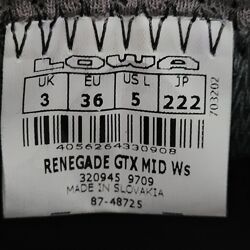 LOWA
UK EU US L JP
3 36 5 222
703202
4056264330908
RENEGADE GTX MID Ws
320945 9709
MADE IN SLOVAKIA
87-48725